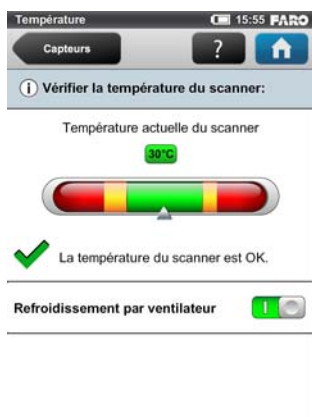 Température 15:55 FARO
Capteurs ?
i Vérifier la température du scanner:
Température actuelle du scanner
30°C
La température du scanner est OK.
Refroidissement par ventilateur I